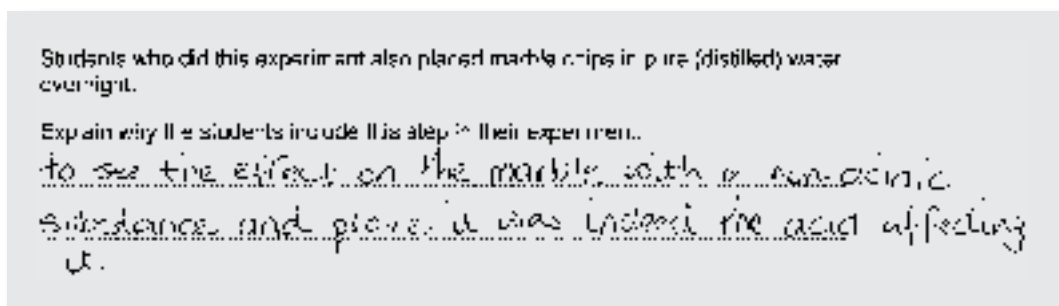 Students who did this experiment also placed marble chips in pure (distilled) water
overnight.
Explain why the students include this step in their experiment.
to see the effect on the marble with a non-acidic
substance and prove it was indeed the acid affecting
it.